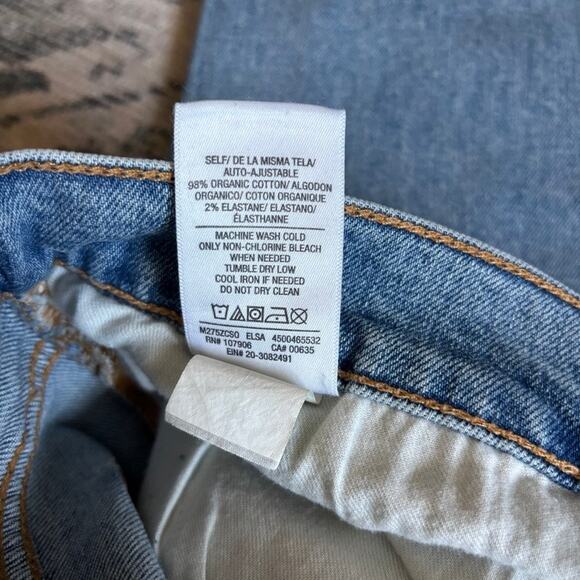 SELF/ DE LA MISMA TELA/
AUTO-AJUSTABLE
98% ORGANIC COTTON/ ALGODON
ORGANICO/ COTON ORGANIQUE
2% ELASTANE/ ELASTANO/
ÉLASTHANNE
MACHINE WASH COLD
ONLY NON-CHLORINE BLEACH
WHEN NEEDED
TUMBLE DRY LOW
COOL IRON IF NEEDED
DO NOT DRY CLEAN
M275ZCSO ELSA 4500465532
RN# 107906 CA# 00635
EIN# 20-3082491